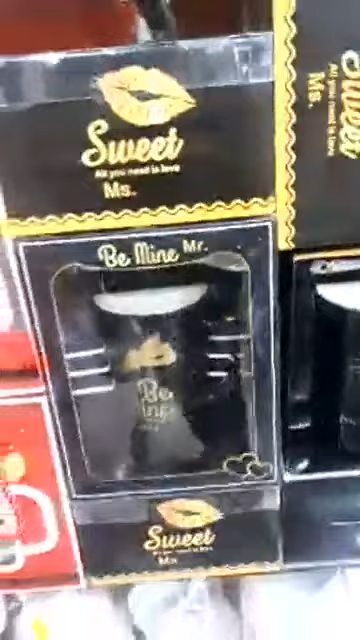 Sweet
All you need is love
Ms.
Sweet
All you need is love
Ms.
Be Mine Mr.
Be
Sweet
Ms.